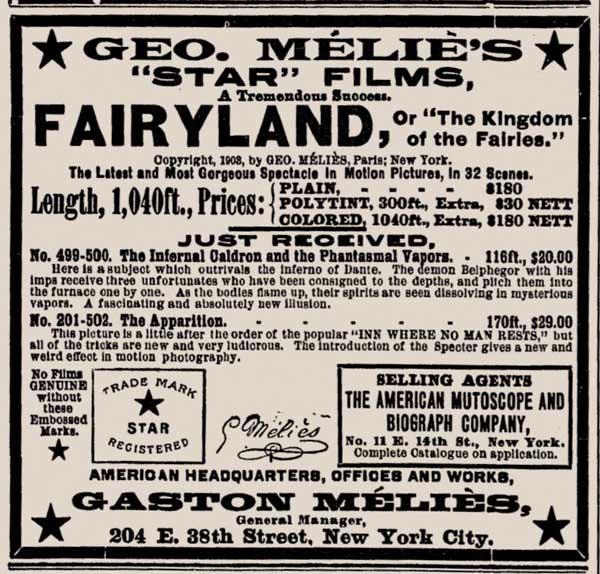 GEO. MÉLIÈ'S
"STAR" FILMS,
A Tremendous Success.
FAIRYLAND, Or "The Kingdom of the Fairies."
Copyright, 1903, by GEO. MÉLIÈS, Paris; New York.
The Latest and Most Gorgeous Spectacle in Motion Pictures, in 32 Scenes.
Length, 1,040ft., Prices:
PLAIN, - - - - $180
POLYTINT, 300ft., Extra, $30 NETT
COLORED, 1040ft., Extra, $180 NETT
JUST RECEIVED,
No. 499-500. The Infernal Caldron and the Phantasmal Vapors. - 116ft., $20.00
Here is a subject which outrivals the inferno of Dante. The demon Belphegor with his
imps receive three unfortunates who have been consigned to the depths, and pitch them into
the furnace one by one. As the bodies flame up, their spirits are seen dissolving in mysterious
vapors. A fascinating and absolutely new illusion.
No. 201-502. The Apparition. - - - - - - 170ft., $29.00
This picture is a little after the order of the popular "INN WHERE NO MAN RESTS," but
all of the tricks are new and very ludicrous. The introduction of the Specter gives a new and
weird effect in motion photography.
No Films
GENUINE
without
these
Embossed
Marks.
TRADE MARK
STAR
REGISTERED
G Méliès
SELLING AGENTS
THE AMERICAN MUTOSCOPE AND
BIOGRAPH COMPANY,
No. 11 E. 14th St., New York.
Complete Catalogue on application.
AMERICAN HEADQUARTERS, OFFICES AND WORKS,
GASTON MÉLIÈS,
General Manager,
204 E. 38th Street, New York City.